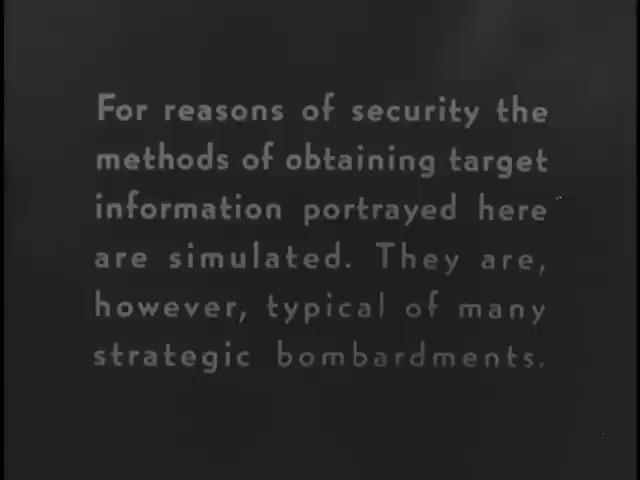 For reasons of security the
methods of obtaining target
information portrayed here
are simulated. They are,
however, typical of many
strategic bombardments.